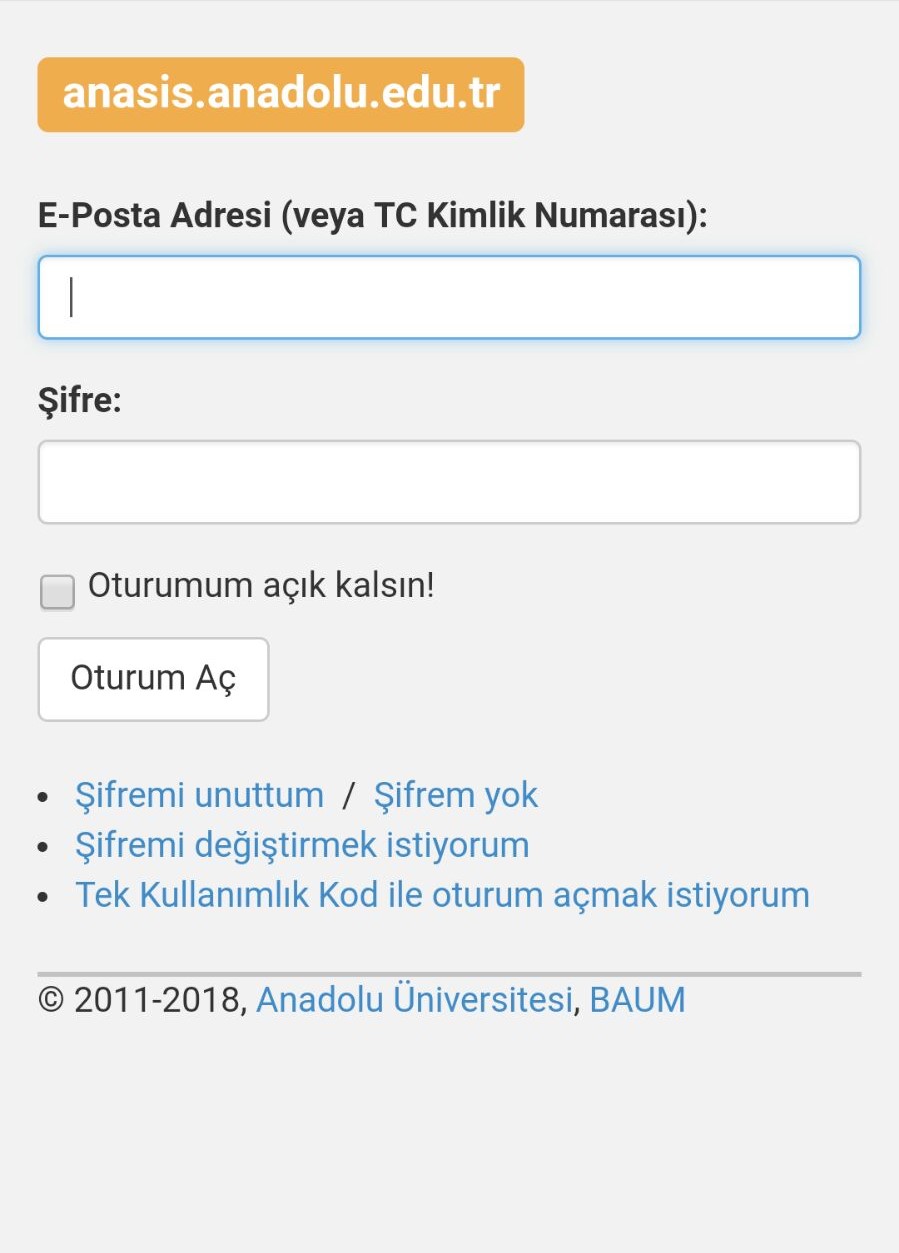 anasis.anadolu.edu.tr
E-Posta Adresi (veya TC Kimlik Numarası):
Şifre:
Oturumum açık kalsın!
Oturum Aç
• Şifremi unuttum / Şifrem yok
• Şifremi değiştirmek istiyorum
• Tek Kullanımlık Kod ile oturum açmak istiyorum
© 2011-2018, Anadolu Üniversitesi, BAUM